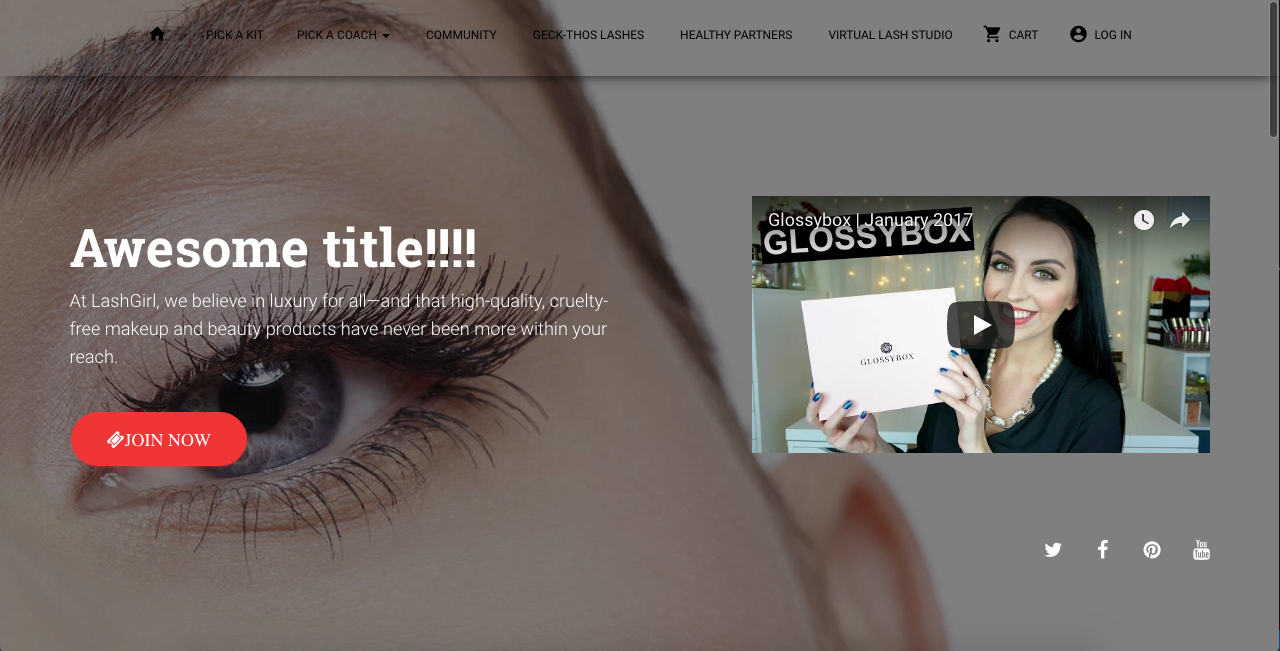 PICK A KIT
PICK A COACH
COMMUNITY
GECK-THOS LASHES
HEALTHY PARTNERS
VIRTUAL LASH STUDIO
CART
LOG IN
Awesome title!!!!
At LashGirl, we believe in luxury for all—and that high-quality, cruelty-
free makeup and beauty products have never been more within your
reach.
JOIN NOW
Glossybox | January 2017
GLOSSYBOX
GLOSSYBOX
You
Tube